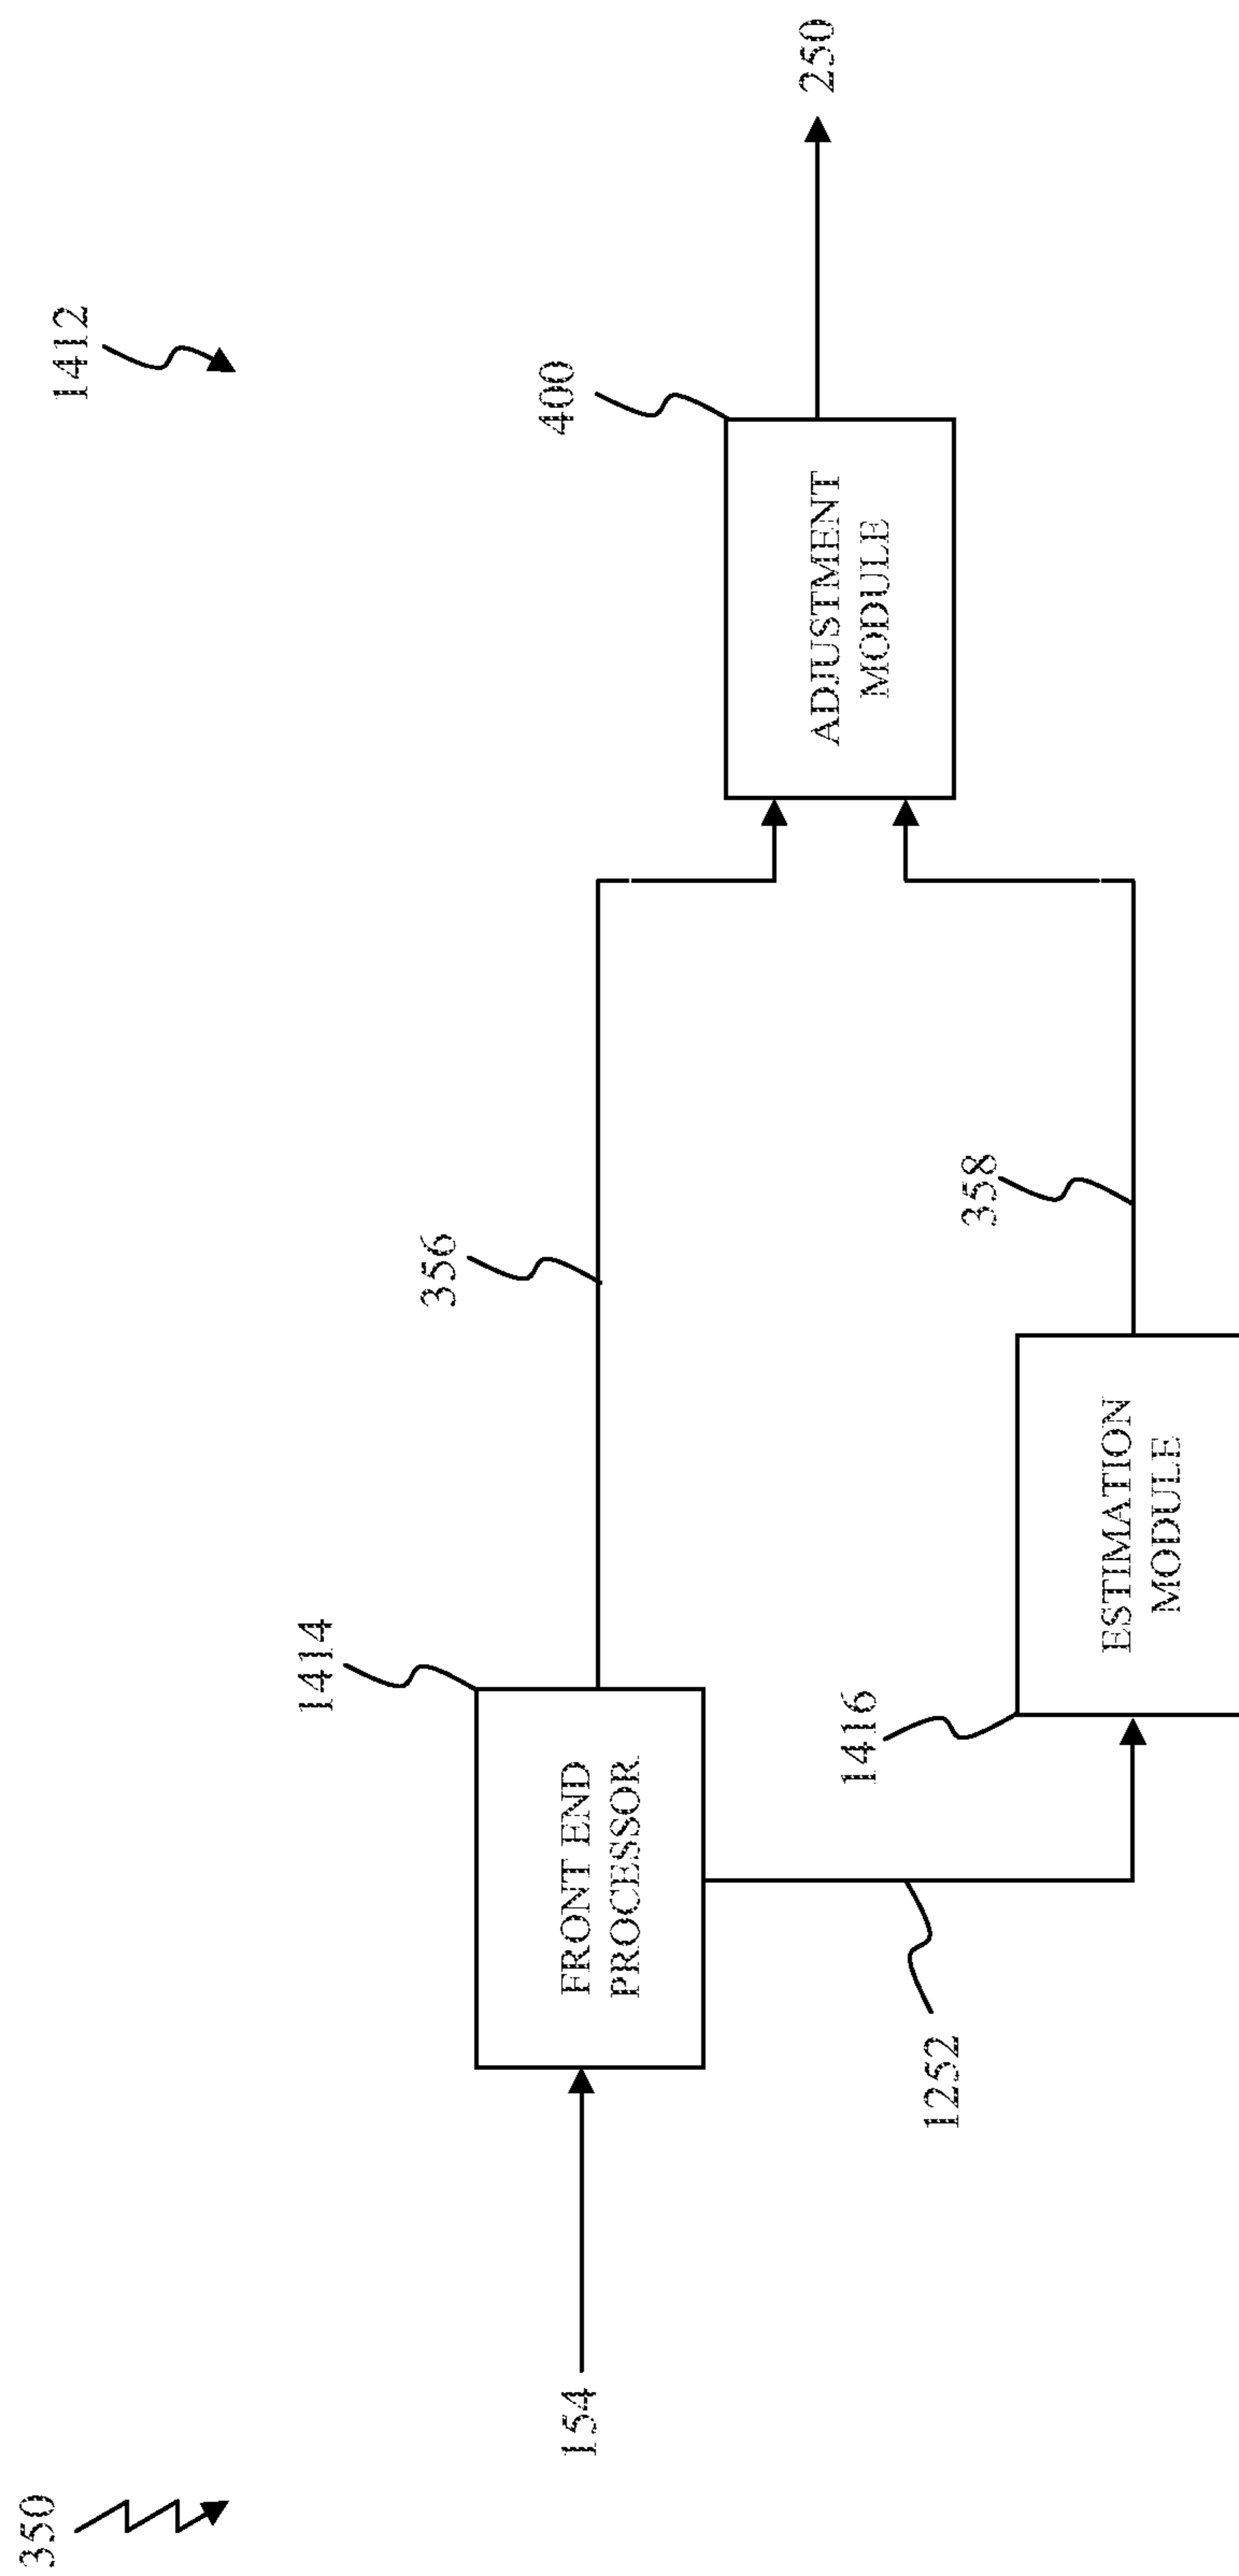 350
1412
154
FRONT END
PROCESSOR
1414
356
1252
1416
ESTIMATION
MODULE
358
400
ADJUSTMENT
MODULE
250